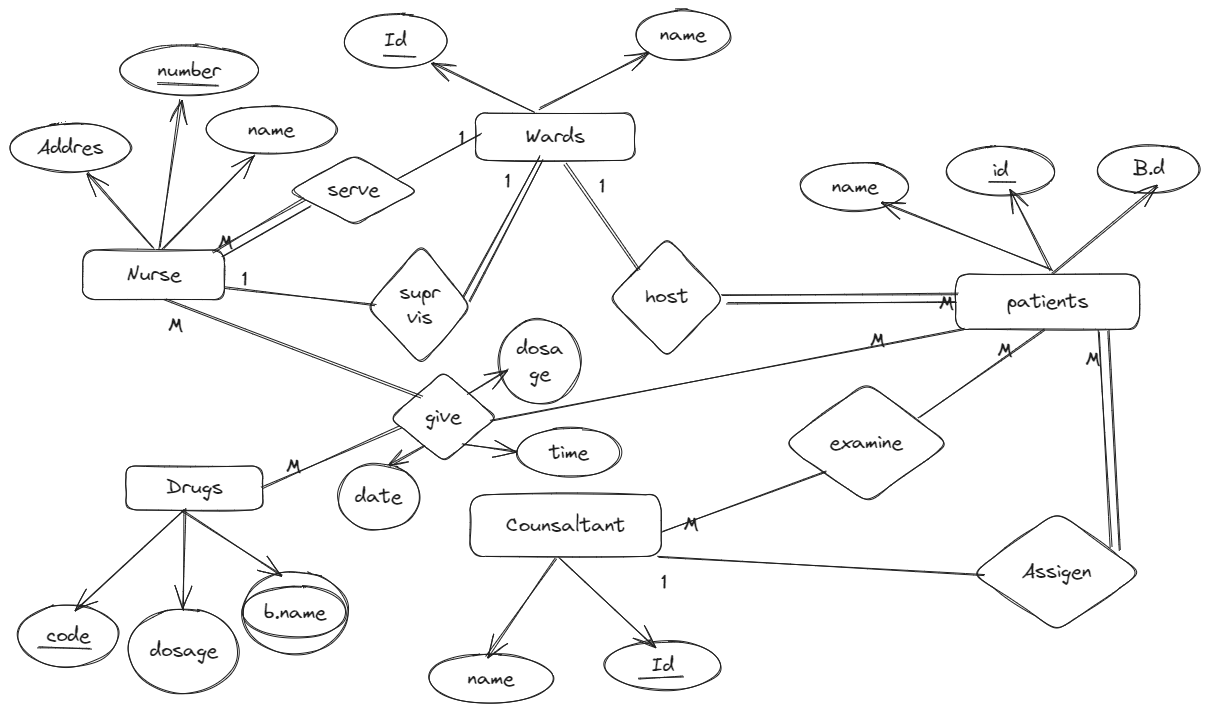 Id
name
number
name
Addres
Wards
1
serve
1
1
name
id
B.d
M
Nurse
1
supr
vis
host
M
patients
M
M
M
M
dosa
ge
give
examine
time
M
date
Drugs
Counsaltant
M
1
Assigen
code
dosage
b.name
name
Id